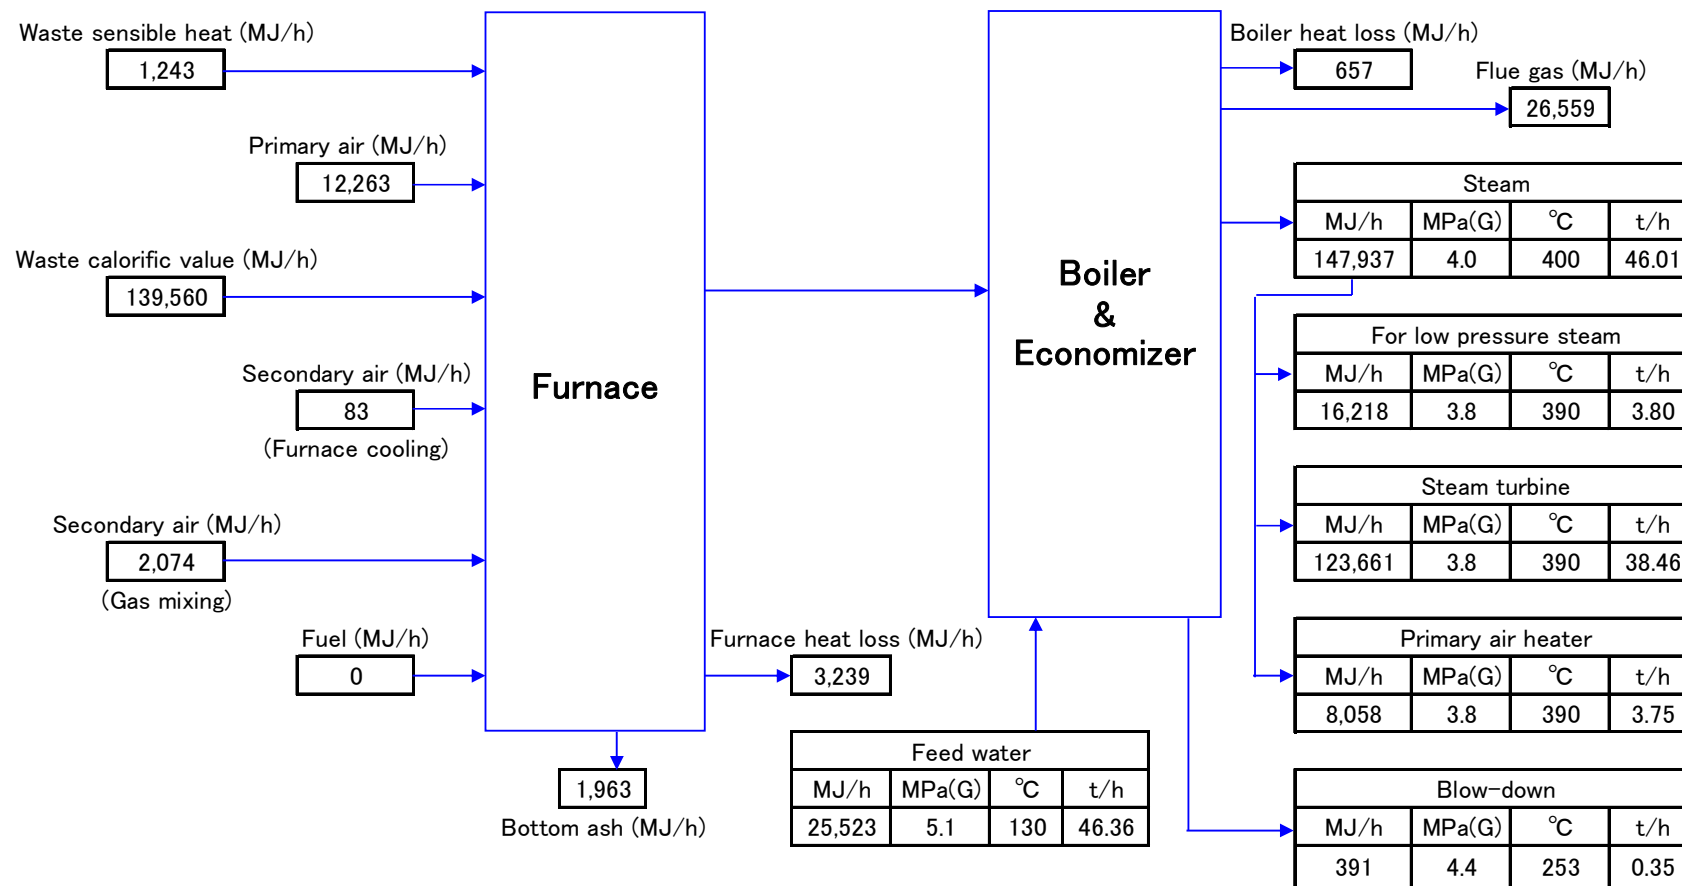 Waste sensible heat (MJ/h)
1,243
Primary air (MJ/h)
12,263
Waste calorific value (MJ/h)
139,560
Secondary air (MJ/h)
83
(Furnace cooling)
Secondary air (MJ/h)
2,074
(Gas mixing)
Fuel (MJ/h)
0
Furnace
Furnace heat loss (MJ/h)
3,239
1,963
Bottom ash (MJ/h)
Boiler
&
Economizer
Feed water
MJ/h MPa(G) ℃ t/h
25,523 5.1 130 46.36
Boiler heat loss (MJ/h)
657
Flue gas (MJ/h)
26,559
Steam
MJ/h MPa(G) ℃ t/h
147,937 4.0 400 46.01
For low pressure steam
MJ/h MPa(G) ℃ t/h
16,218 3.8 390 3.80
Steam turbine
MJ/h MPa(G) ℃ t/h
123,661 3.8 390 38.46
Primary air heater
MJ/h MPa(G) ℃ t/h
8,058 3.8 390 3.75
Blow-down
MJ/h MPa(G) ℃ t/h
391 4.4 253 0.35